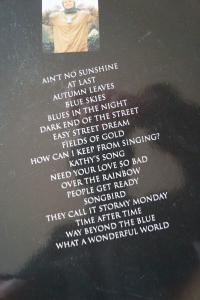 AIN'T NO SUNSHINE
AT LAST
AUTUMN LEAVES
BLUE SKIES
BLUES IN THE NIGHT
DARK END OF THE STREET
EASY STREET DREAM
FIELDS OF GOLD
HOW CAN I KEEP FROM SINGING?
KATHY'S SONG
NEED YOUR LOVE SO BAD
OVER THE RAINBOW
PEOPLE GET READY
SONGBIRD
THEY CALL IT STORMY MONDAY
TIME AFTER TIME
WAY BEYOND THE BLUE
WHAT A WONDERFUL WORLD